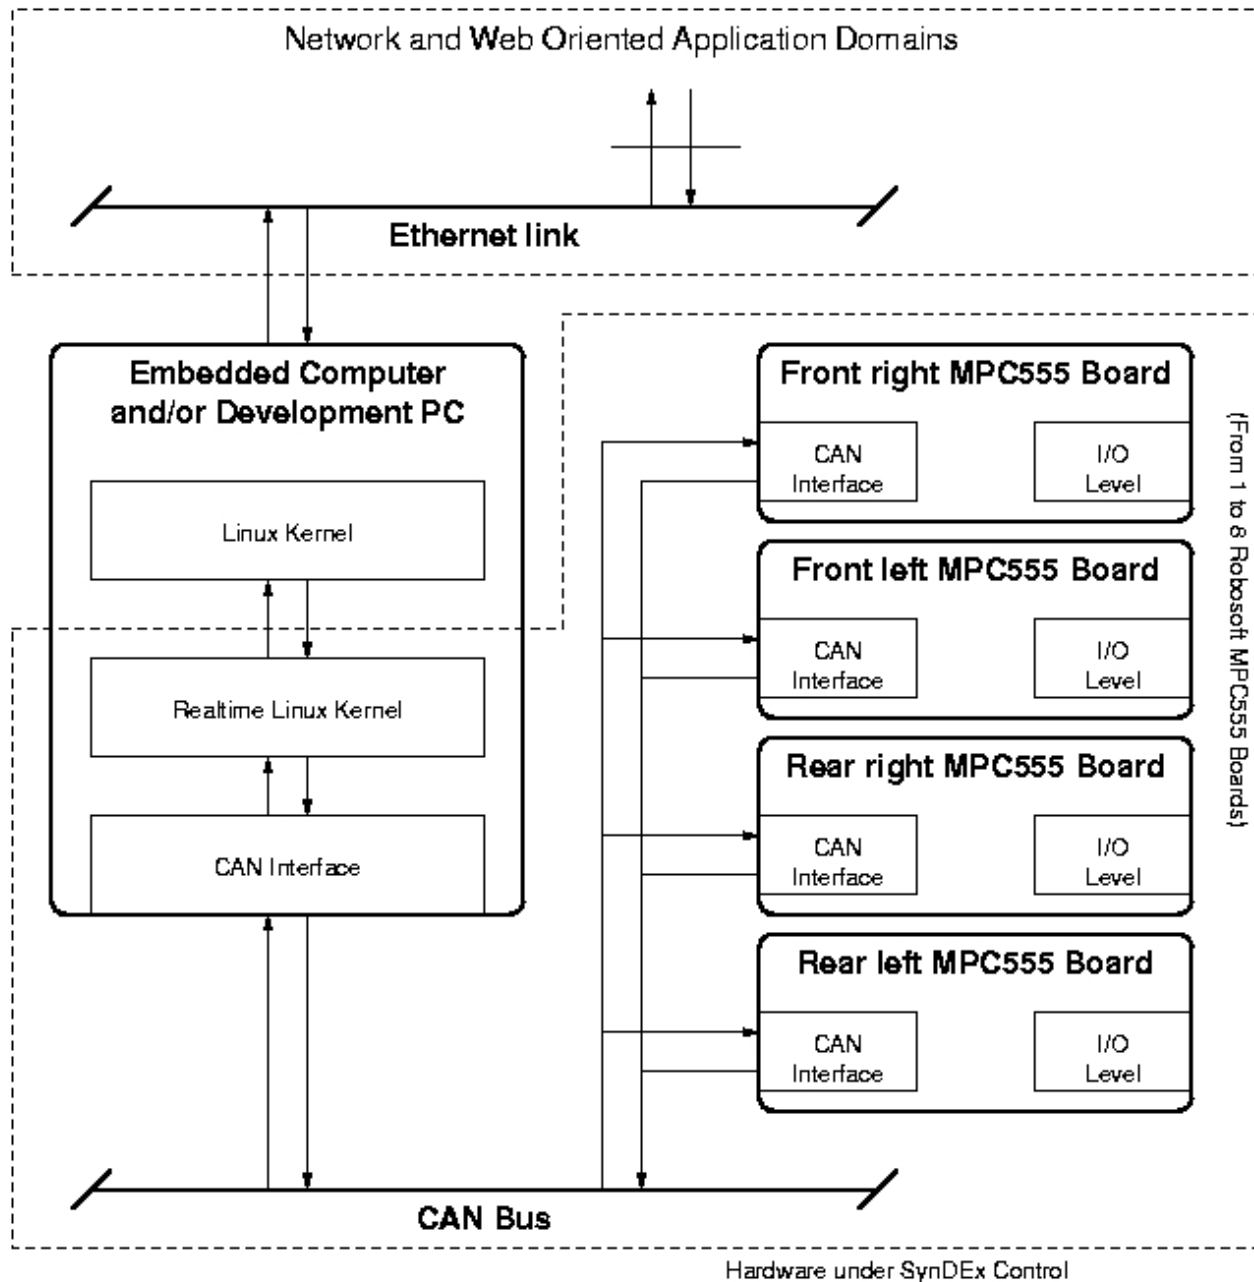 Network and Web Oriented Application Domains
Ethernet link
Embedded Computer
and/or Development PC
Linux Kernel
Realtime Linux Kernel
CAN Interface
Front right MPC555 Board
CAN
Interface
I/O
Level
Front left MPC555 Board
CAN
Interface
I/O
Level
Rear right MPC555 Board
CAN
Interface
I/O
Level
Rear left MPC555 Board
CAN
Interface
I/O
Level
(From 1 to 8 Robosoft MPC555 Boards)
CAN Bus
Hardware under SynDEx Control